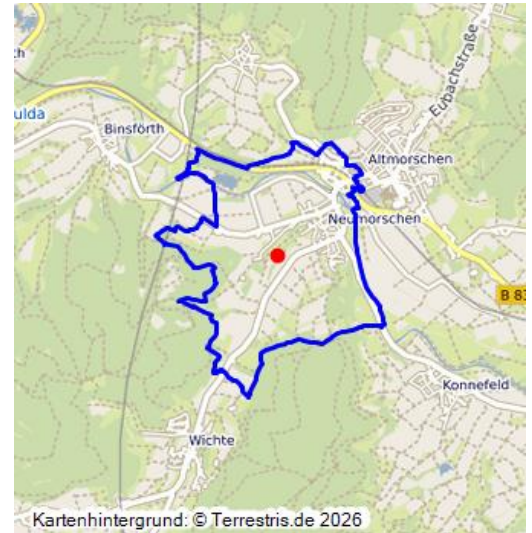 ulda
Binsförth
Eubachstraße
Altmorschen
Neumorschen
B 83
Konnefeld
Wichte
Kartenhintergrund: © Terrestris.de 2026